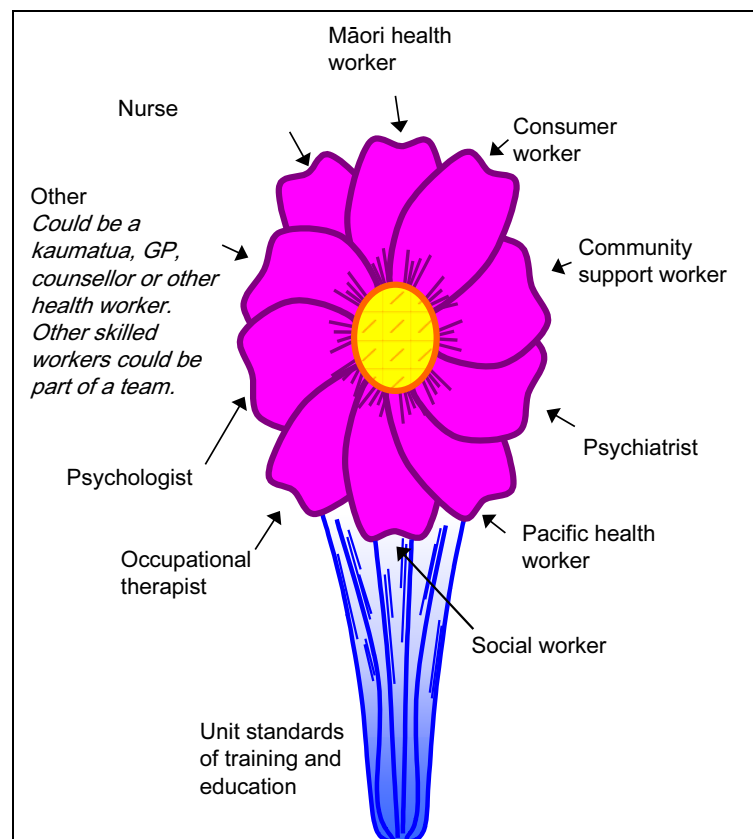 Māori health
worker
Nurse
Consumer
worker
Other
Could be a
kaumatua, GP,
counsellor or other
health worker.
Other skilled
workers could be
part of a team.
Community
support worker
Psychiatrist
Psychologist
Pacific health
worker
Occupational
therapist
Social worker
Unit standards
of training and
education